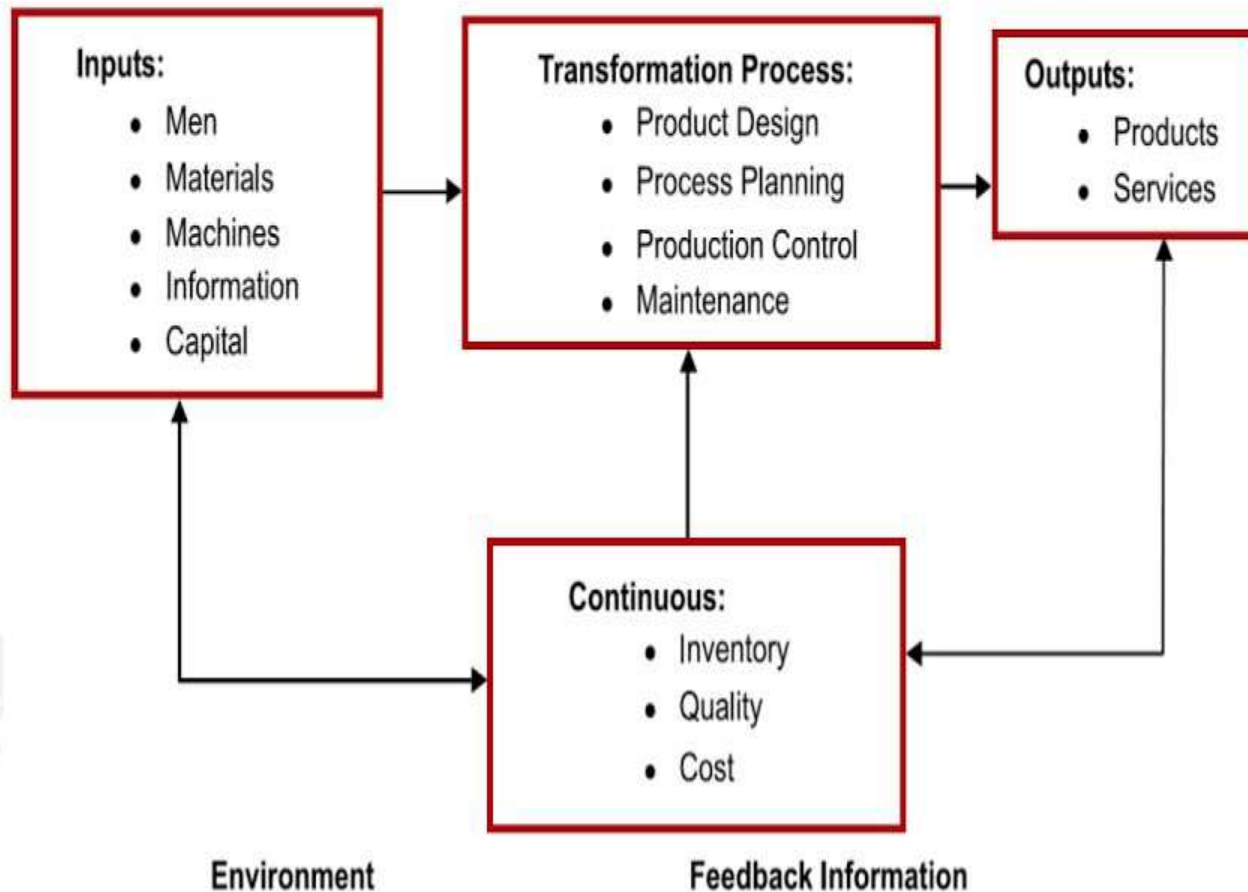 Inputs:
• Men
• Materials
• Machines
• Information
• Capital
Transformation Process:
• Product Design
• Process Planning
• Production Control
• Maintenance
Outputs:
• Products
• Services
Continuous:
• Inventory
• Quality
• Cost
Environment
Feedback Information